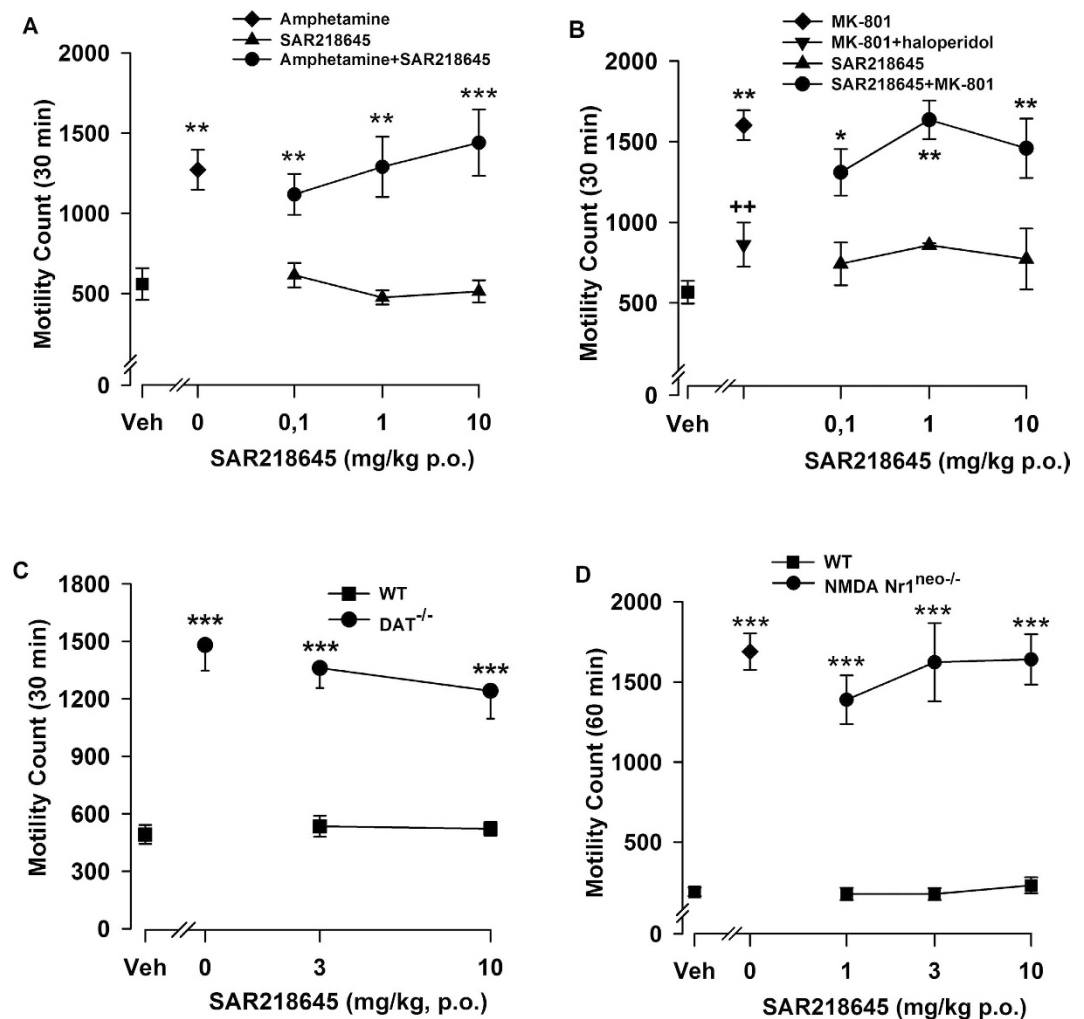 A
Amphetamine
SAR218645
Amphetamine+SAR218645
Motility Count (30 min)
2000
1500
1000
500
0
**
**
**
***
Veh
0
0,1
1
10
SAR218645 (mg/kg p.o.)
B
MK-801
MK-801+haloperidol
SAR218645
SAR218645+MK-801
Motility Count (30 min)
2000
1500
1000
500
0
**
++
*
**
**
Veh
0,1
1
10
SAR218645 (mg/kg p.o.)
C
WT
DAT-/-
Motility Count (30 min)
1800
1500
1200
900
600
300
0
***
***
***
Veh
0
3
10
SAR218645 (mg/kg, p.o.)
D
WT
NMDA Nr1neo-/-
Motility Count (60 min)
2000
1500
1000
500
0
***
***
***
***
Veh
0
1
3
10
SAR218645 (mg/kg p.o.)